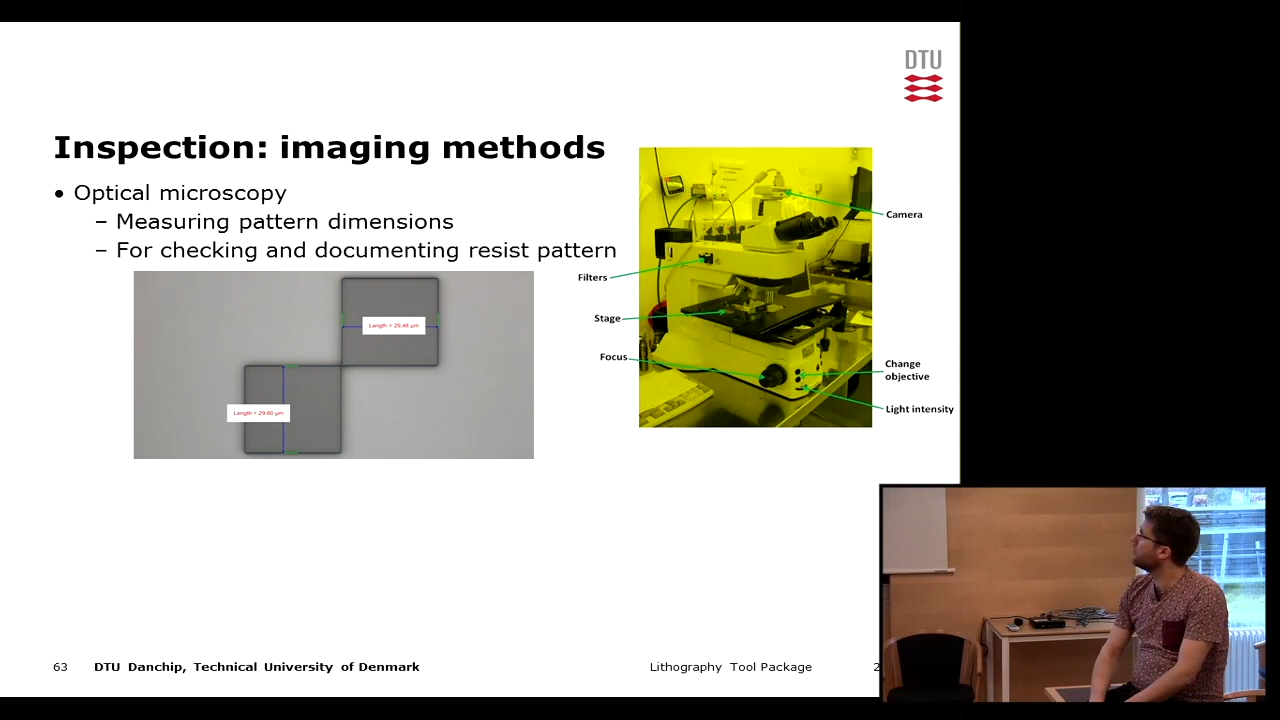 DTU
Inspection: imaging methods
• Optical microscopy
– Measuring pattern dimensions
– For checking and documenting resist pattern
Camera
Filters
Stage
Focus
Change
objective
Light intensity
Length = 29.48 µm
Length = 29.60 µm
63 DTU Danchip, Technical University of Denmark Lithography Tool Package 2